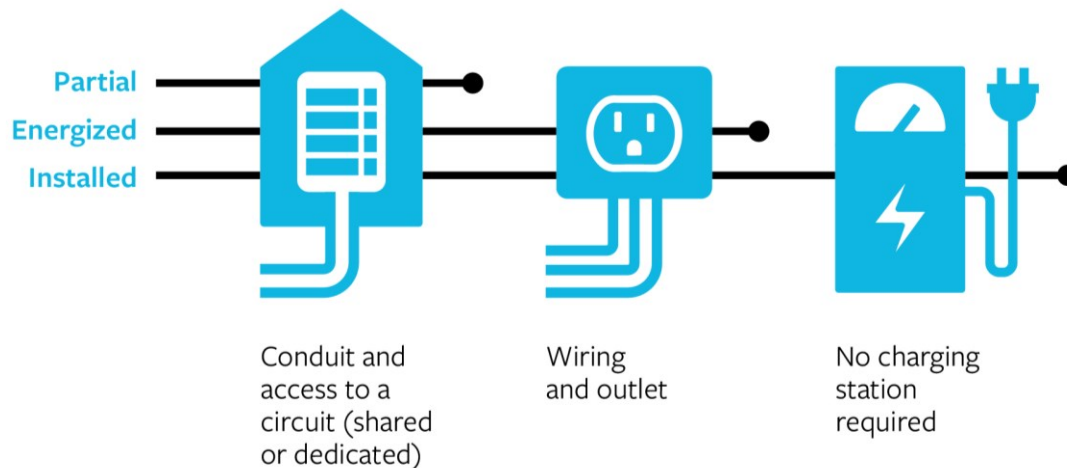 Partial
Energized
Installed
Conduit and
access to a
circuit (shared
or dedicated)
Wiring
and outlet
No charging
station
required